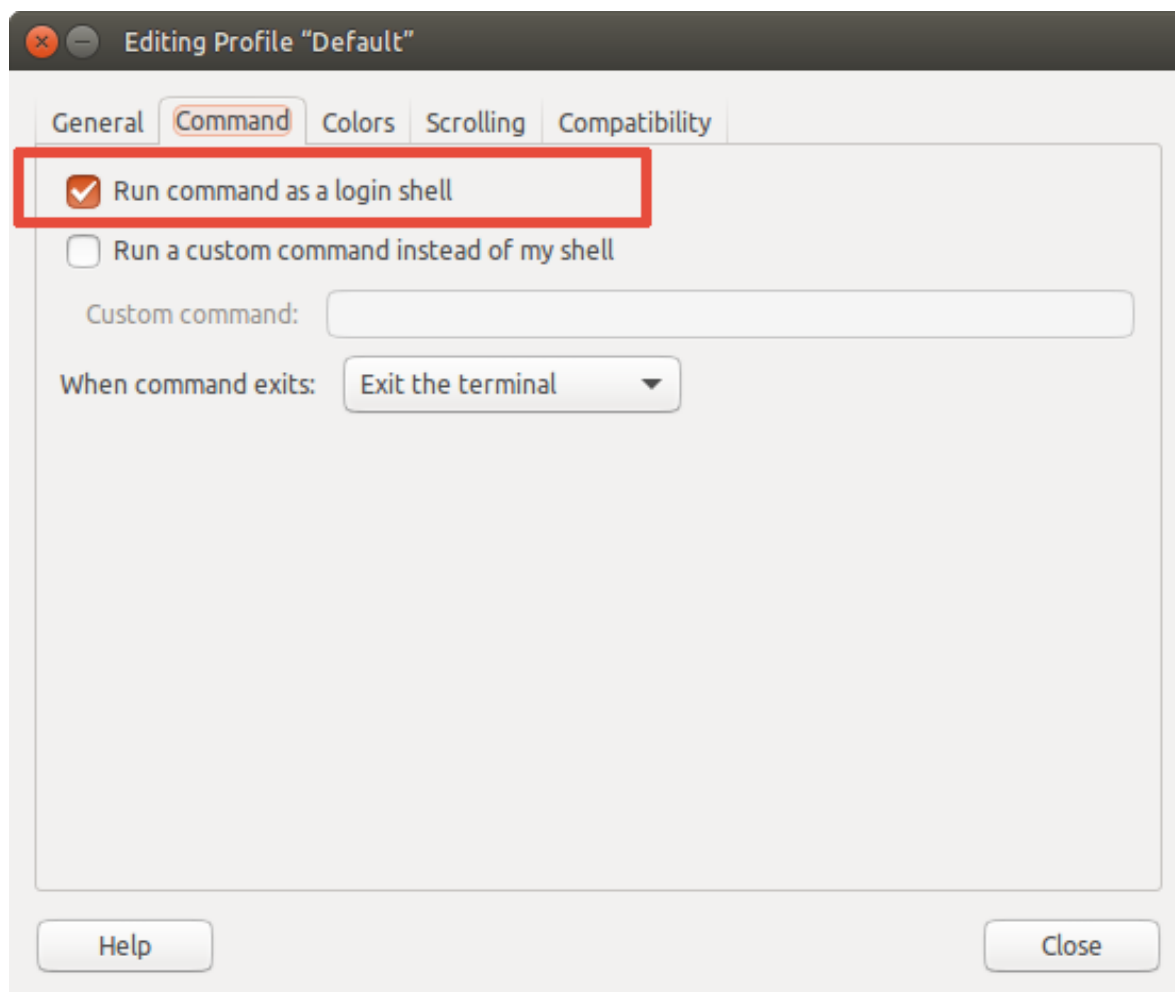 Editing Profile “Default”
General Command Colors Scrolling Compatibility
Run command as a login shell
Run a custom command instead of my shell
Custom command:
When command exits: Exit the terminal
Help Close